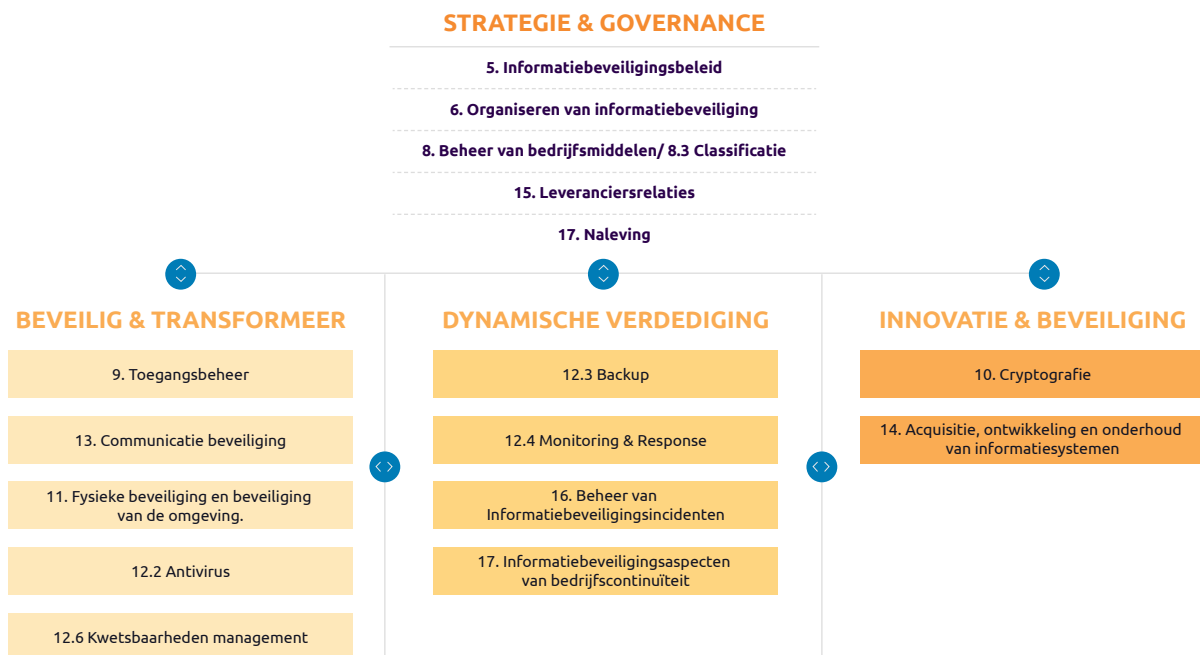 STRATEGIE & GOVERNANCE
5. Informatiebeveiligingsbeleid
6. Organiseren van informatiebeveiliging
8. Beheer van bedrijfsmiddelen/ 8.3 Classificatie
15. Leveranciersrelaties
17. Naleving
BEVEILIG & TRANSFORMEER
9. Toegangsbeheer
13. Communicatie beveiliging
11. Fysieke beveiliging en beveiliging
van de omgeving.
12.2 Antivirus
12.6 Kwetsbaarheden management
DYNAMISCHE VERDEDIGING
12.3 Backup
12.4 Monitoring & Response
16. Beheer van
Informatiebeveiligingsincidenten
17. Informatiebeveiligingsaspecten
van bedrijfscontinuïteit
INNOVATIE & BEVEILIGING
10. Cryptografie
14. Acquisitie, ontwikkeling en onderhoud
van informatiesystemen